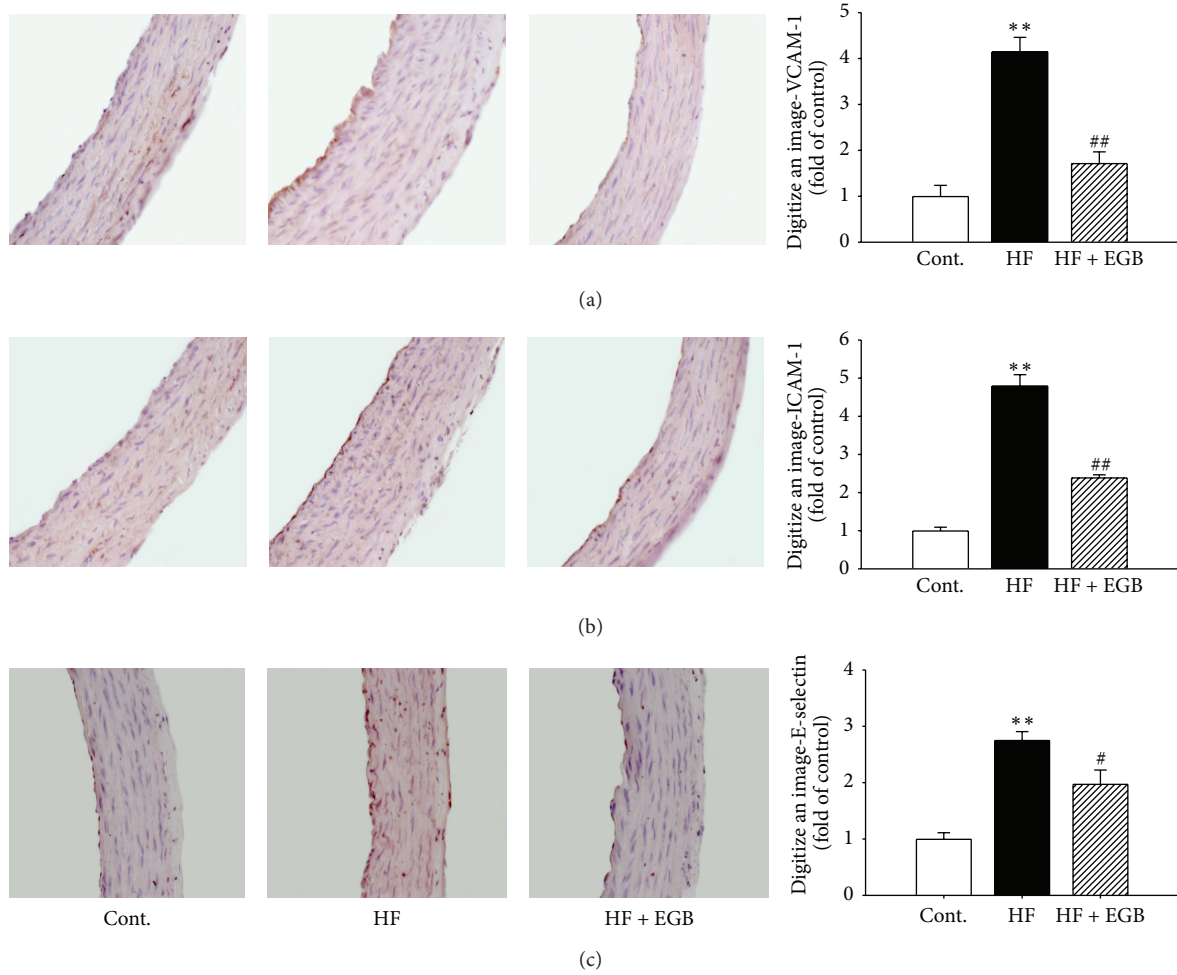 Digitize an image-VCAM-1
(fold of control)
5
4
3
2
1
0
**
##
Cont.
HF
HF + EGB
(a)
Digitize an image-ICAM-1
(fold of control)
6
5
4
3
2
1
0
**
##
Cont.
HF
HF + EGB
(b)
Digitize an image-E-selectin
(fold of control)
4
3
2
1
0
**
#
Cont.
HF
HF + EGB
Cont.
HF
HF + EGB
(c)